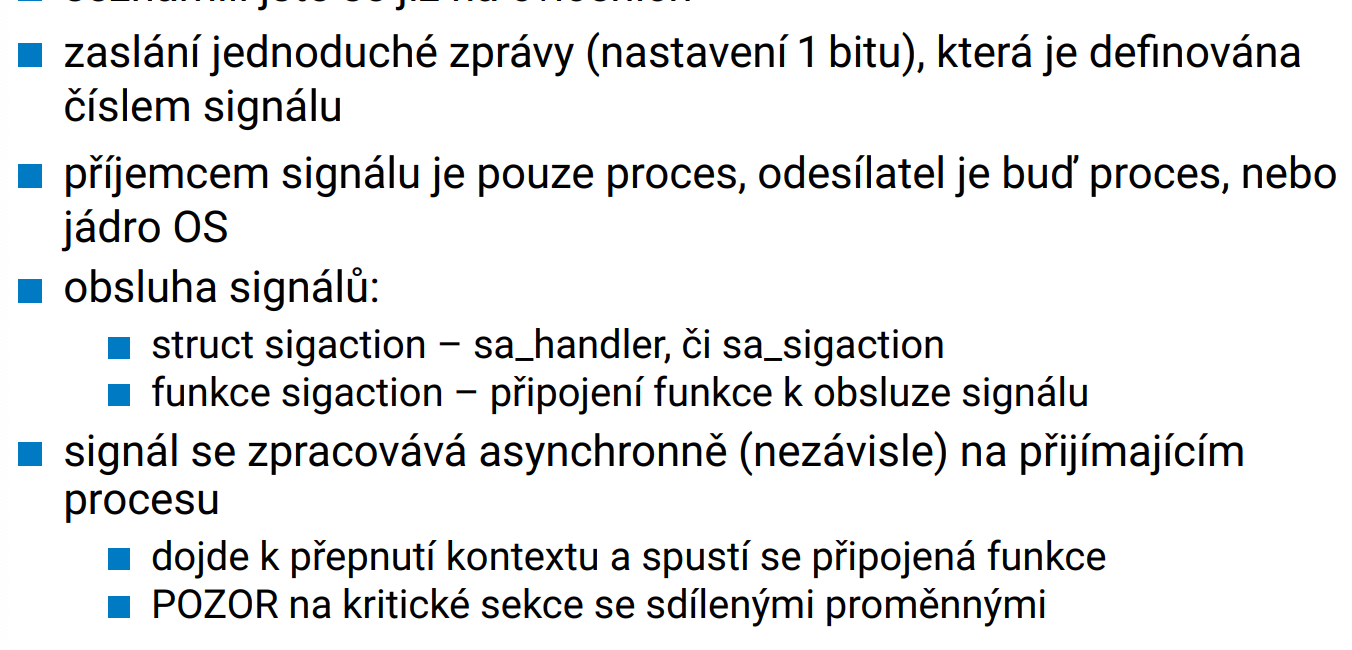 zaslání jednoduché zprávy (nastavení 1 bitu), která je definována
číslem signálu
příjemcem signálu je pouze proces, odesílatel je buď proces, nebo
jádro OS
obsluha signálů:
struct sigaction – sa_handler, či sa_sigaction
funkce sigaction – připojení funkce k obsluze signálu
signál se zpracovává asynchronně (nezávisle) na přijímajícím
procesu
dojde k přepnutí kontextu a spustí se připojená funkce
POZOR na kritické sekce se sdílenými proměnnými